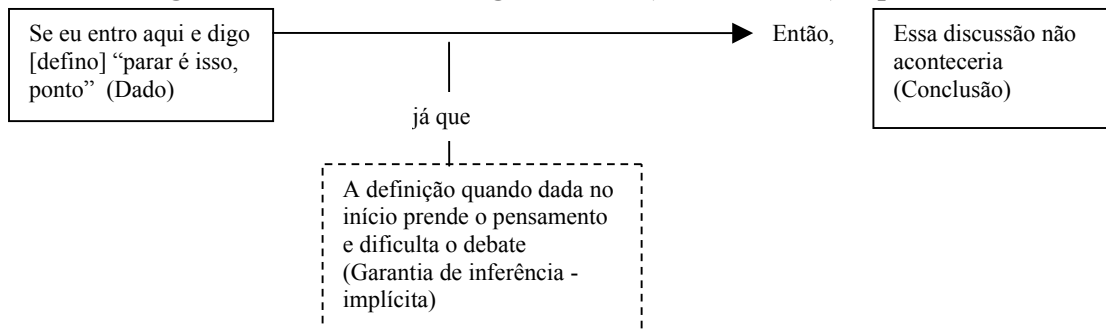 Se eu entro aqui e digo
[defino] “parar é isso,
ponto” (Dado)
Então,
Essa discussão não
aconteceria
(Conclusão)
já que
A definição quando dada no
início prende o pensamento
e dificulta o debate
(Garantia de inferência -
implícita)